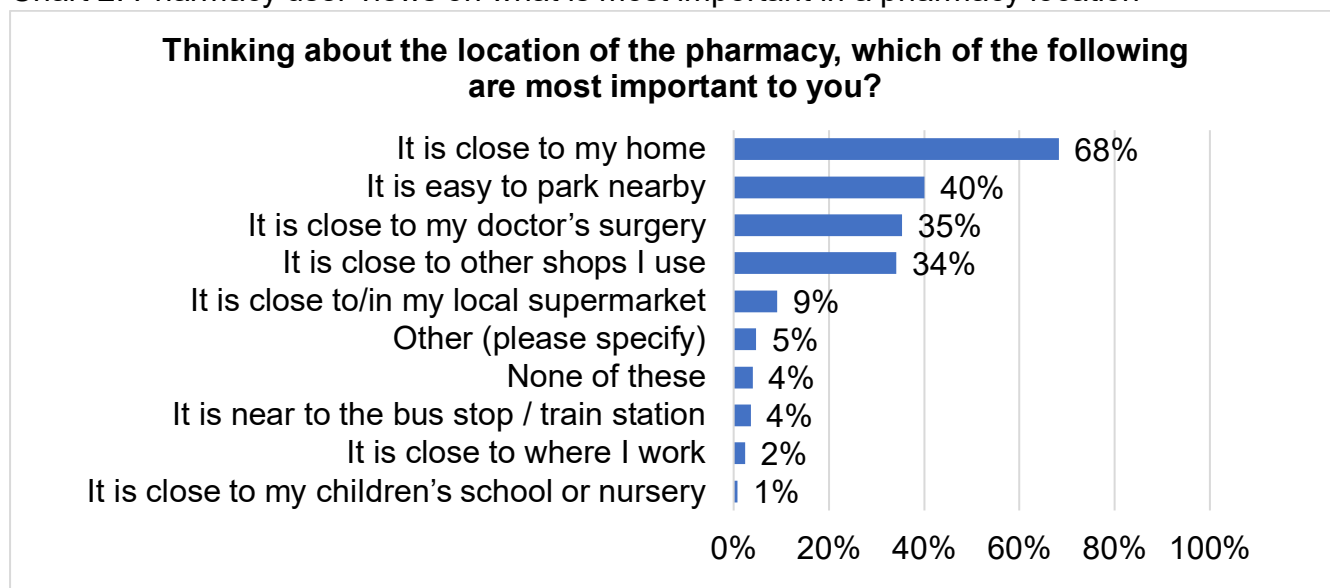 Thinking about the location of the pharmacy, which of the following
are most important to you?
It is close to my home 68%
It is easy to park nearby 40%
It is close to my doctor’s surgery 35%
It is close to other shops I use 34%
It is close to/in my local supermarket 9%
Other (please specify) 5%
None of these 4%
It is near to the bus stop / train station 4%
It is close to where I work 2%
It is close to my children’s school or nursery 1%
0% 20% 40% 60% 80% 100%